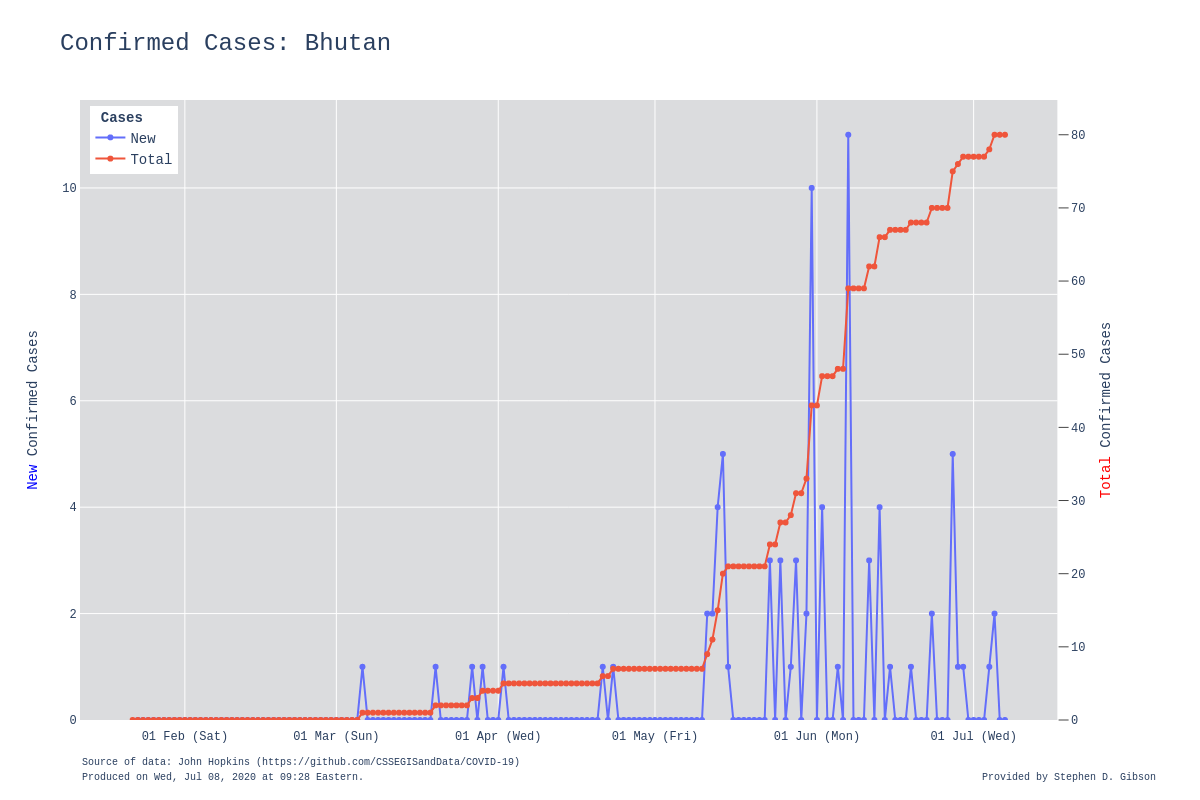 Confirmed Cases: Bhutan
Cases
New
Total
10
8
6
4
2
0
80
70
60
50
40
30
20
10
0
New Confirmed Cases
Total Confirmed Cases
01 Feb (Sat)
01 Mar (Sun)
01 Apr (Wed)
01 May (Fri)
01 Jun (Mon)
01 Jul (Wed)
Source of data: John Hopkins (https://github.com/CSSEGISandData/COVID-19)
Produced on Wed, Jul 08, 2020 at 09:28 Eastern.
Provided by Stephen D. Gibson